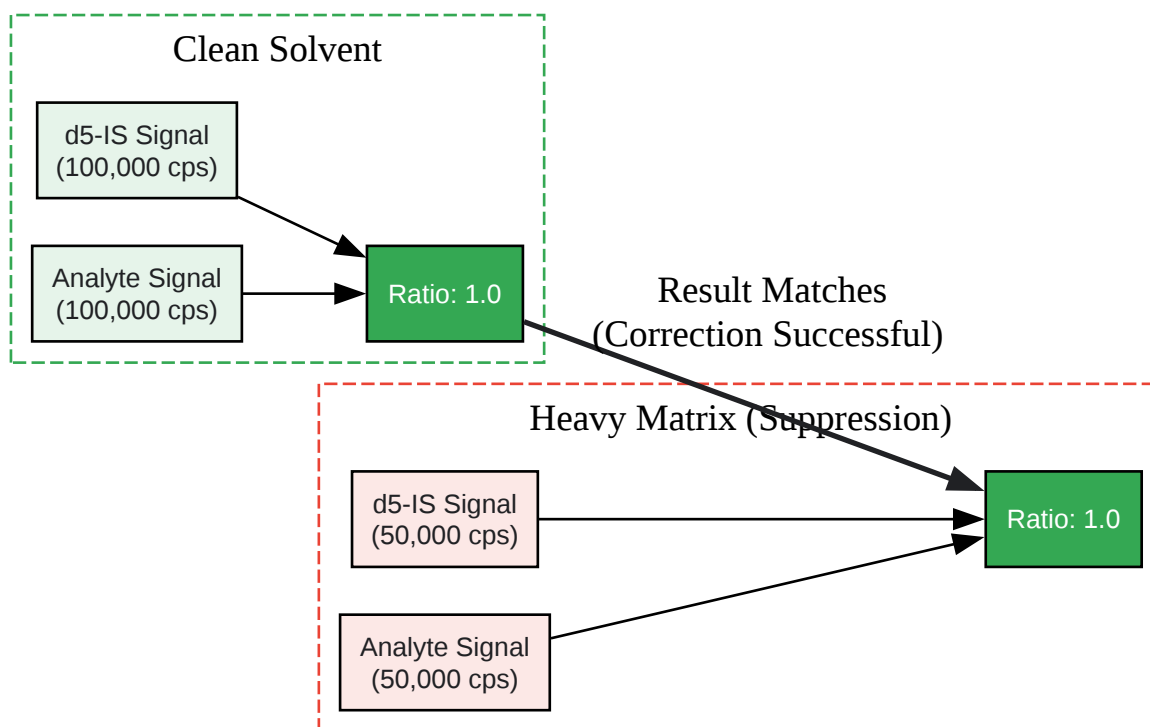 Clean Solvent
d5-IS Signal
(100,000 cps)
Analyte Signal
(100,000 cps)
Ratio: 1.0
Result Matches
(Correction Successful)
Heavy Matrix (Suppression)
d5-IS Signal
(50,000 cps)
Ratio: 1.0
Analyte Signal
(50,000 cps)